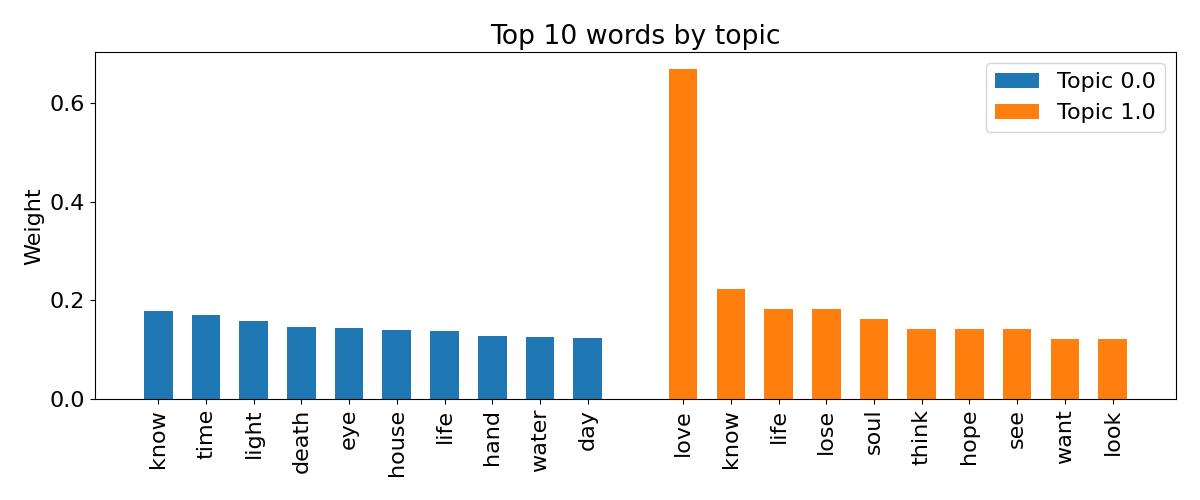 Top 10 words by topic
Weight
0.6
0.4
0.2
0.0
Topic 0.0
Topic 1.0
know
time
light
death
eye
house
life
hand
water
day
love
know
life
lose
soul
think
hope
see
want
look